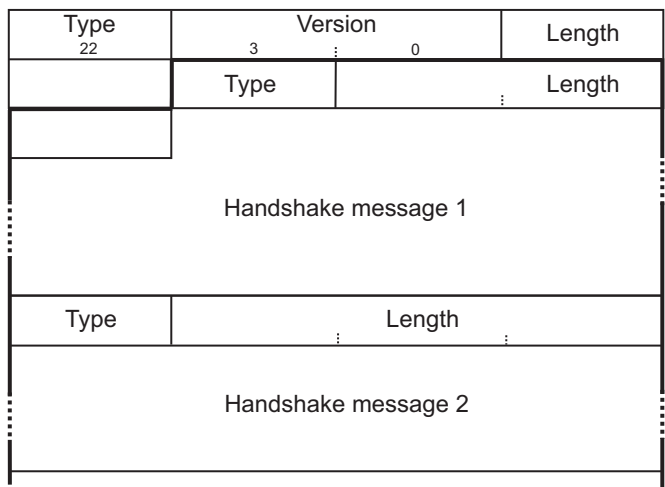 Type Version Length
22 3 0
Type Length
Handshake message 1
Type Length
Handshake message 2